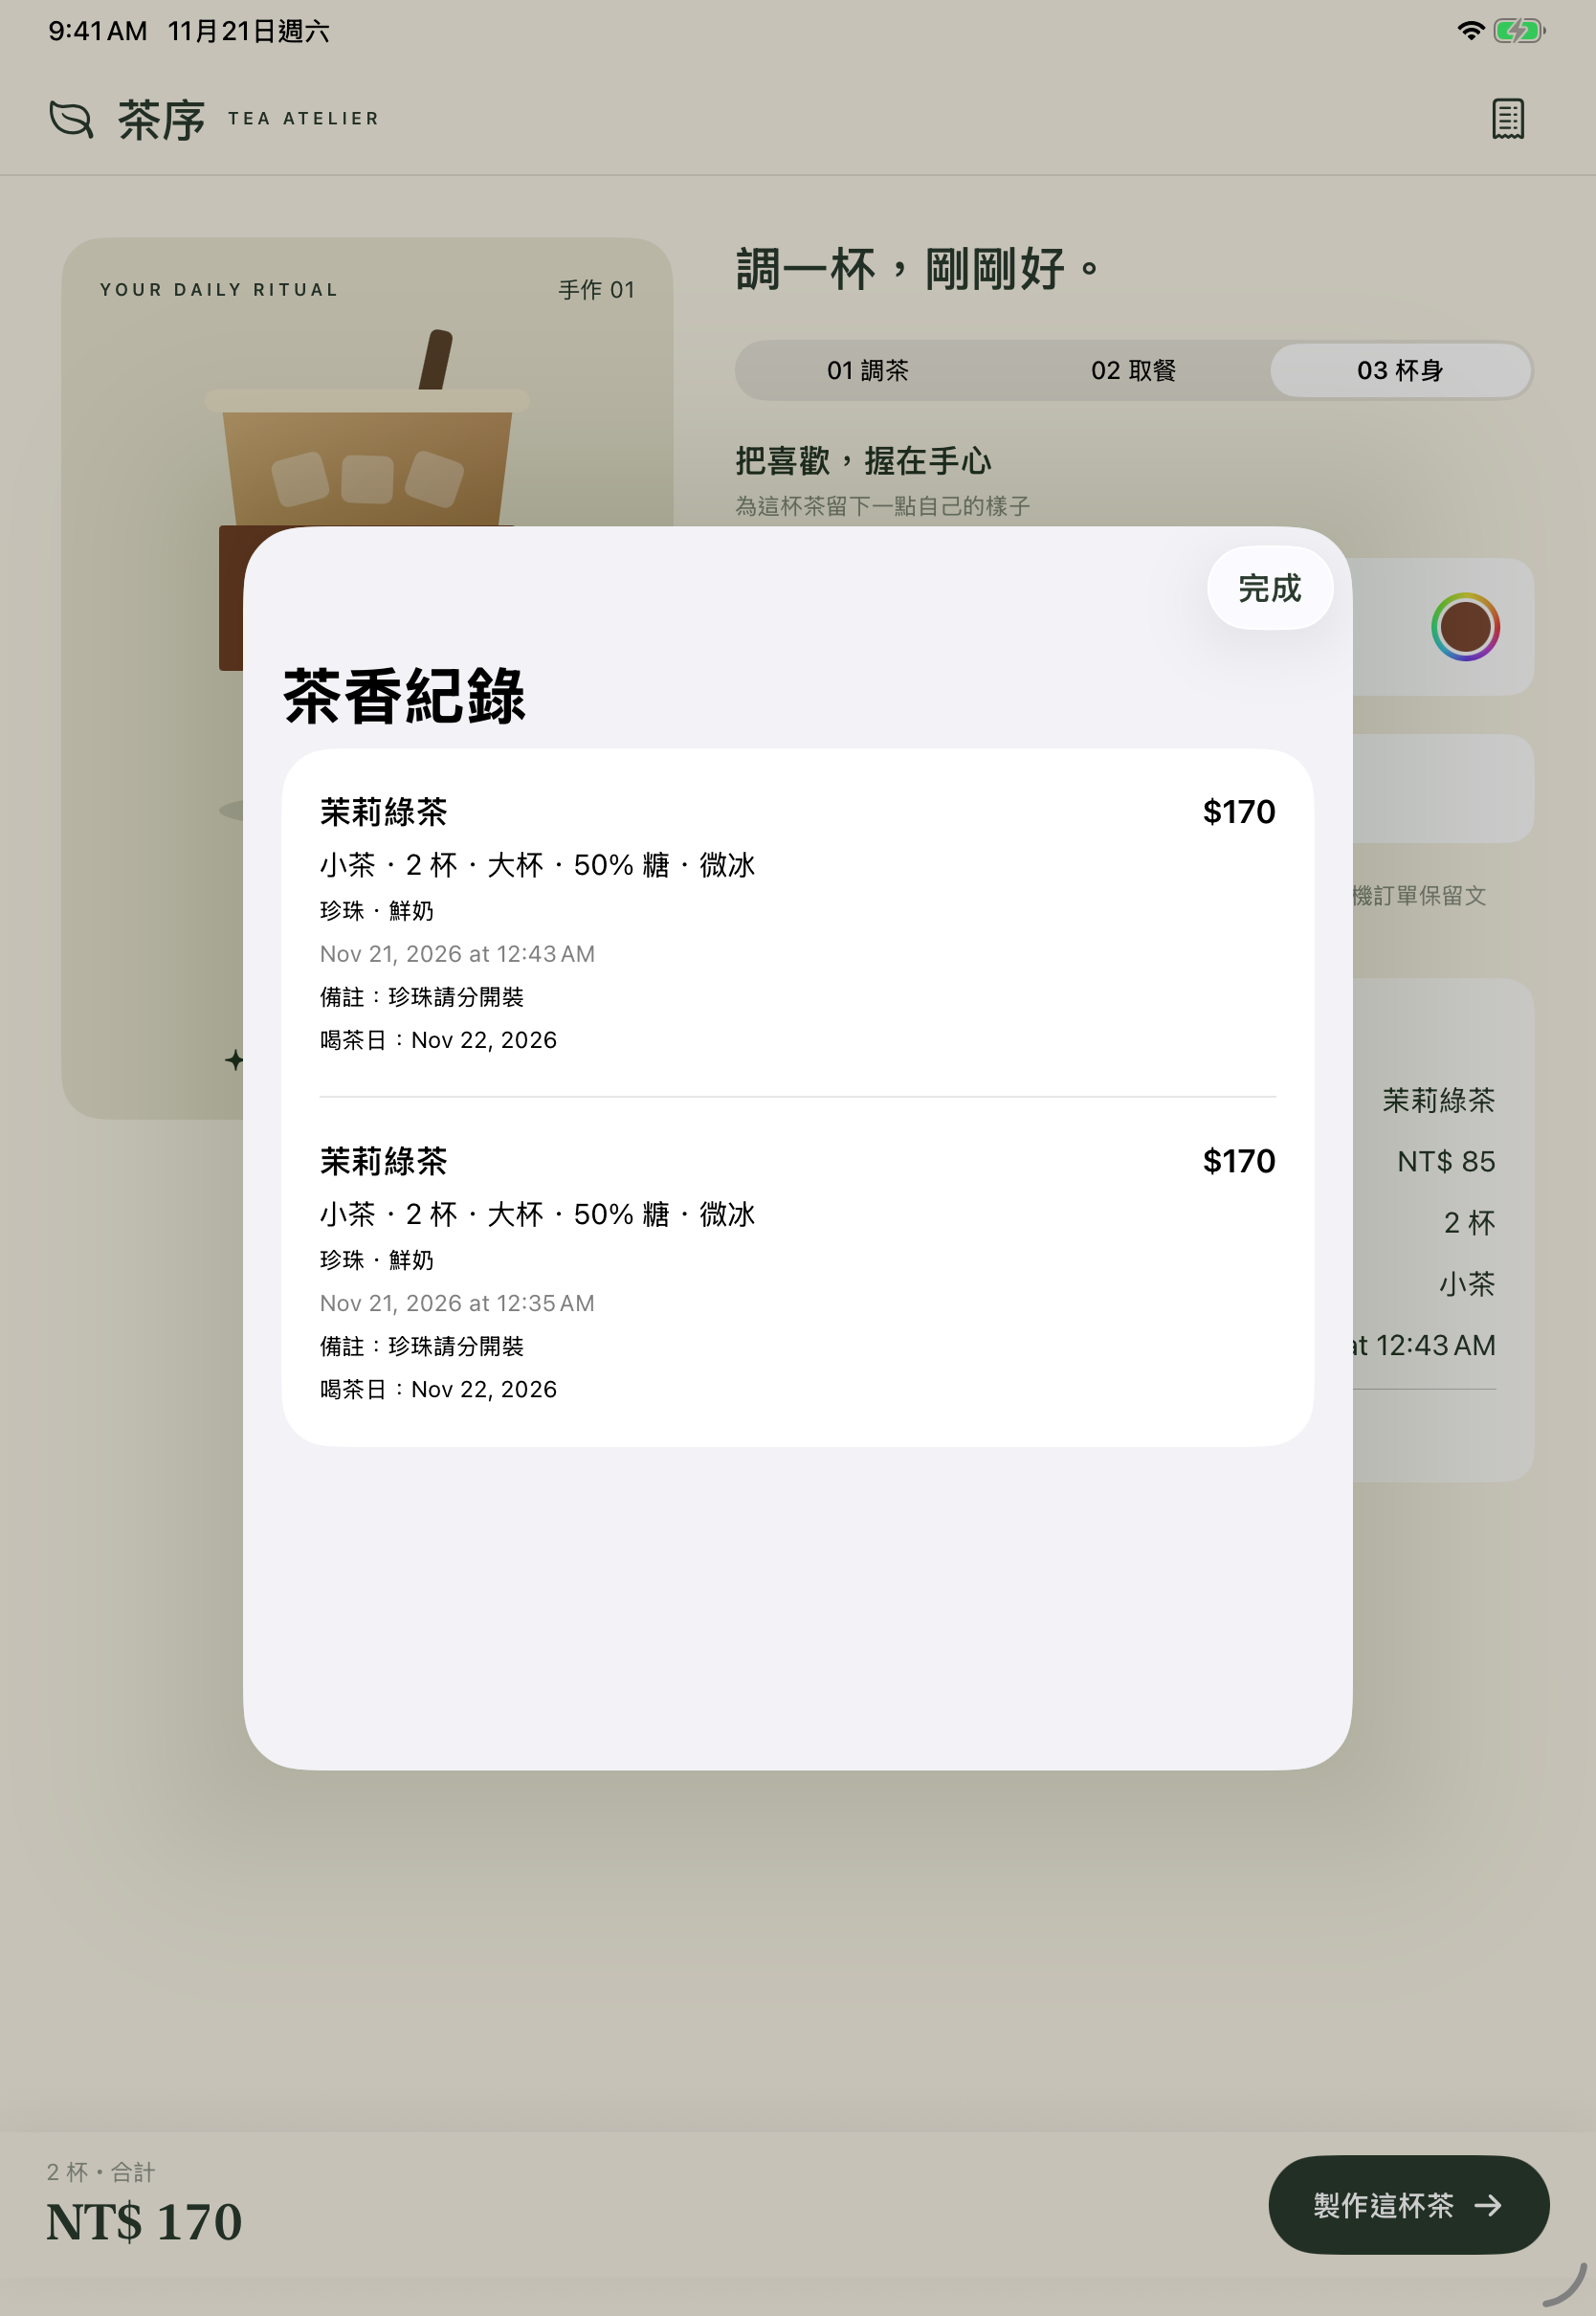 9:41 AM 11月21日週六
茶序 TEA ATELIER
YOUR DAILY RITUAL 手作 01
調一杯，剛剛好。
01 調茶 02 取餐 03 杯身
把喜歡，握在手心
為這杯茶留下一點自己的樣子
完成
茶香紀錄
茉莉綠茶 $170
小茶 · 2 杯 · 大杯 · 50% 糖 · 微冰
珍珠 · 鮮奶
Nov 21, 2026 at 12:43 AM
備註：珍珠請分開裝
喝茶日：Nov 22, 2026
茉莉綠茶 $170
小茶 · 2 杯 · 大杯 · 50% 糖 · 微冰
珍珠 · 鮮奶
Nov 21, 2026 at 12:35 AM
備註：珍珠請分開裝
喝茶日：Nov 22, 2026
機訂單保留文
茉莉綠茶
NT$ 85
2 杯
小茶
at 12:43 AM
2 杯 • 合計
NT$ 170
製作這杯茶 →